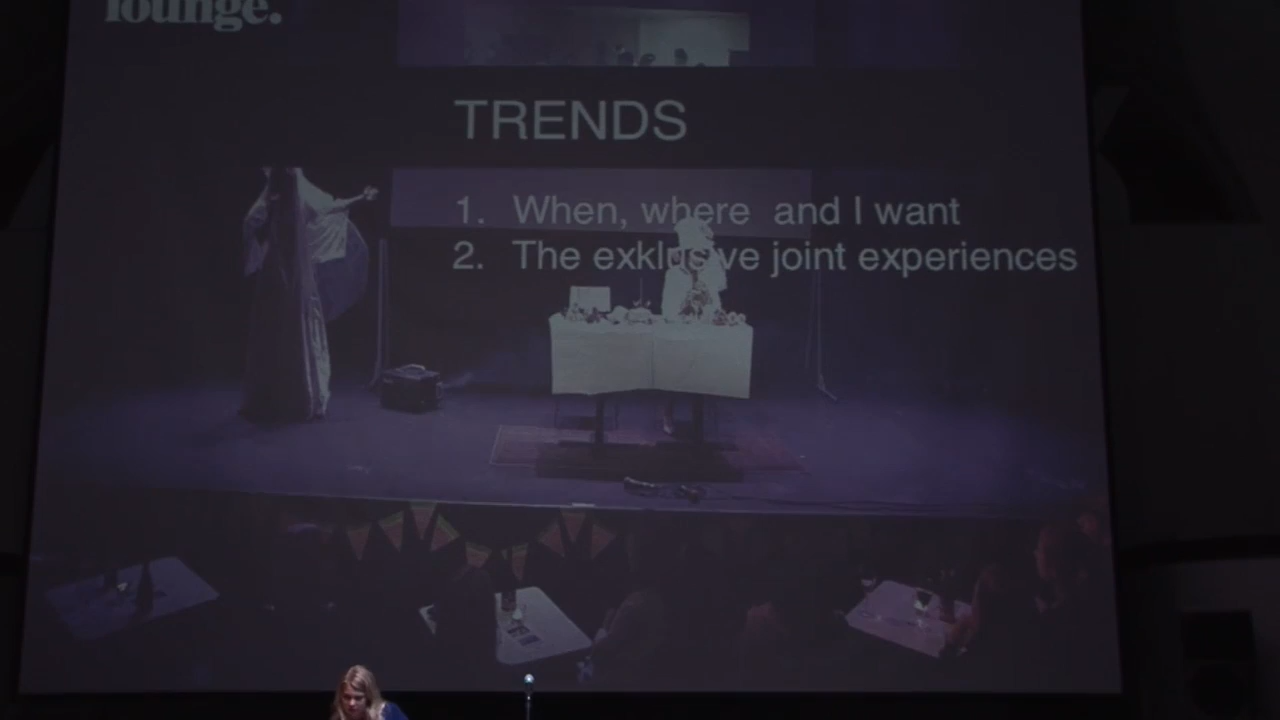 lounge.
TRENDS
1. When, where and I want
2. The exklusive joint experiences